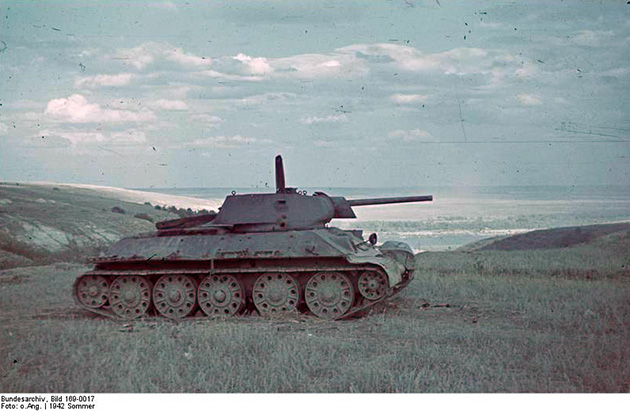 Bundesarchiv, Bild 169-0017
Foto: o.Ang. | 1942 Sommer